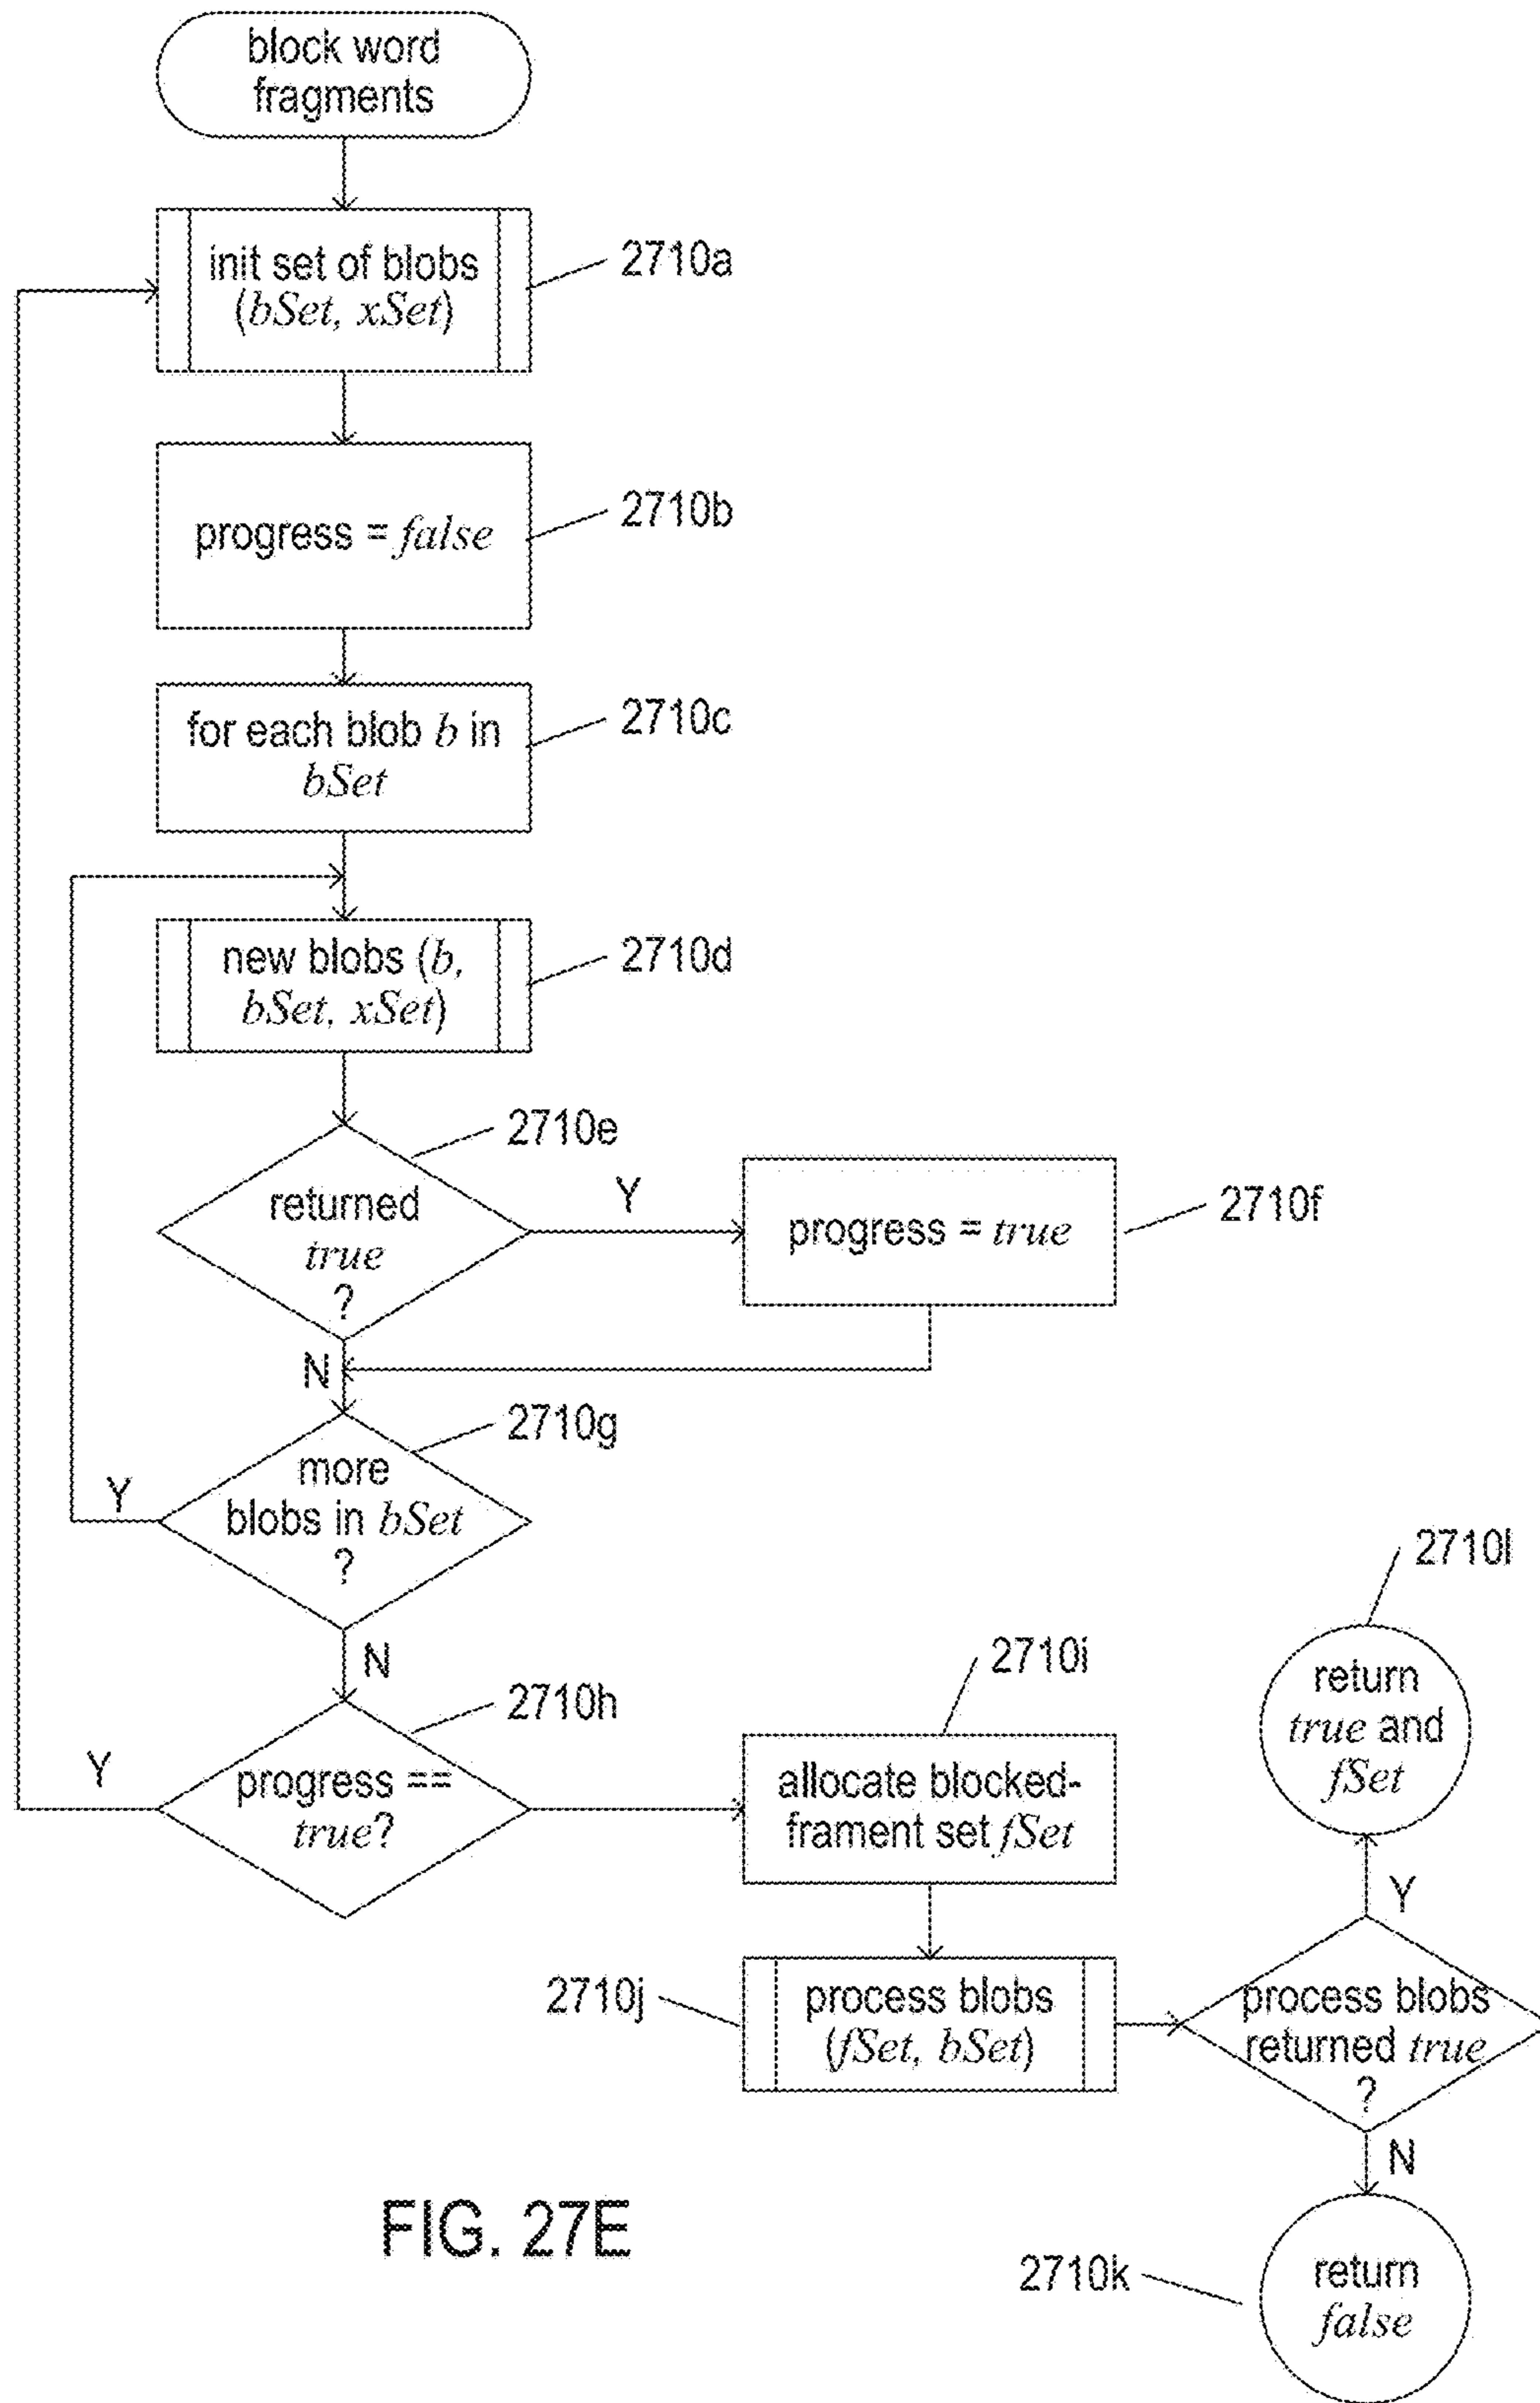 block word
fragments
init set of blobs
(bSet, xSet)
2710a
progress = false
2710b
for each blob b in
bSet
2710c
new blobs (b,
bSet, xSet)
2710d
2710e
returned
true
?
Y
progress = true
2710f
N
2710g
more
blobs in bSet
?
Y
N
2710h
progress ==
true?
Y
2710i
allocate blocked-
frament set fSet
2710j
process blobs
(fSet, bSet)
2710l
return
true and
fSet
Y
process blobs
returned true
?
N
2710k
return
false
FIG. 27E